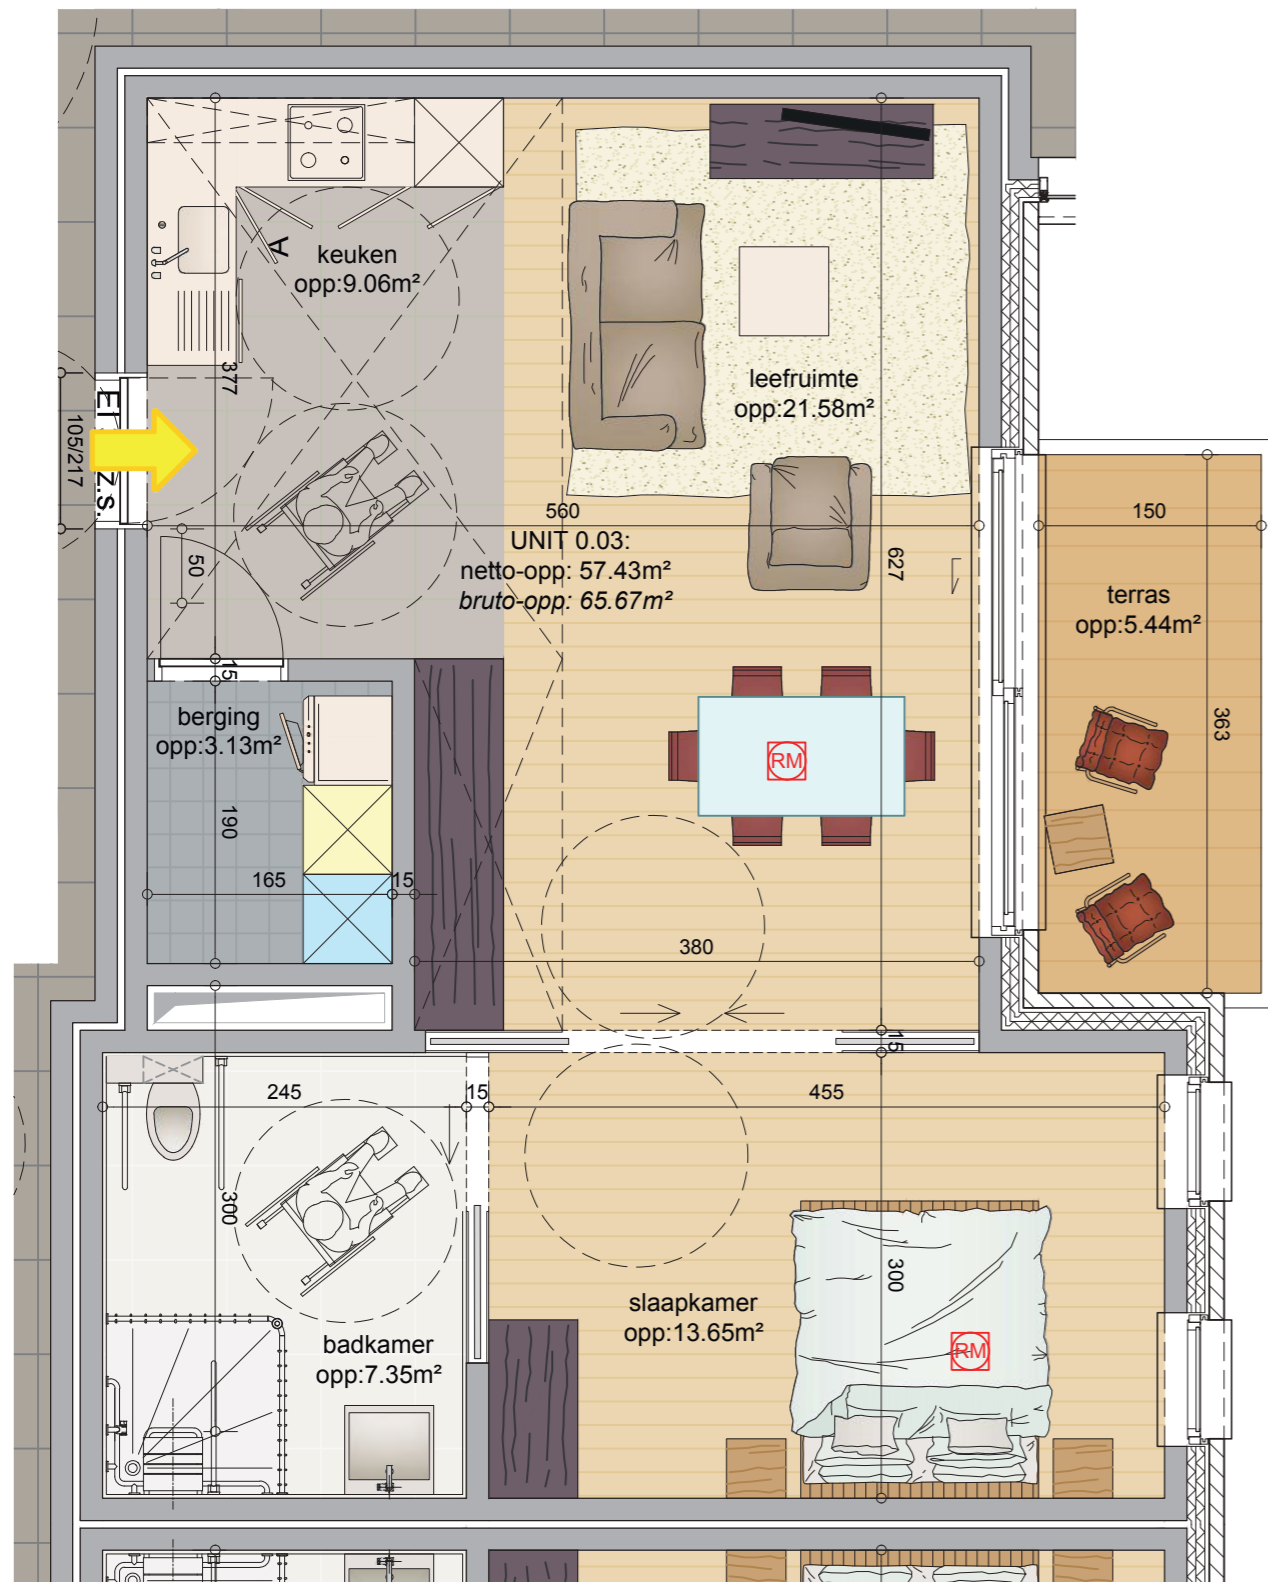 A
keuken
opp:9.06m²
377
leefruimte
opp:21.58m²
EI
z.s.
105/217
560
150
UNIT 0.03:
netto-opp: 57.43m²
bruto-opp: 65.67m²
50
627
terras
opp:5.44m²
15
berging
opp:3.13m²
363
RM
190
165
15
380
15
245
15
455
300
300
slaapkamer
opp:13.65m²
badkamer
opp:7.35m²
RM